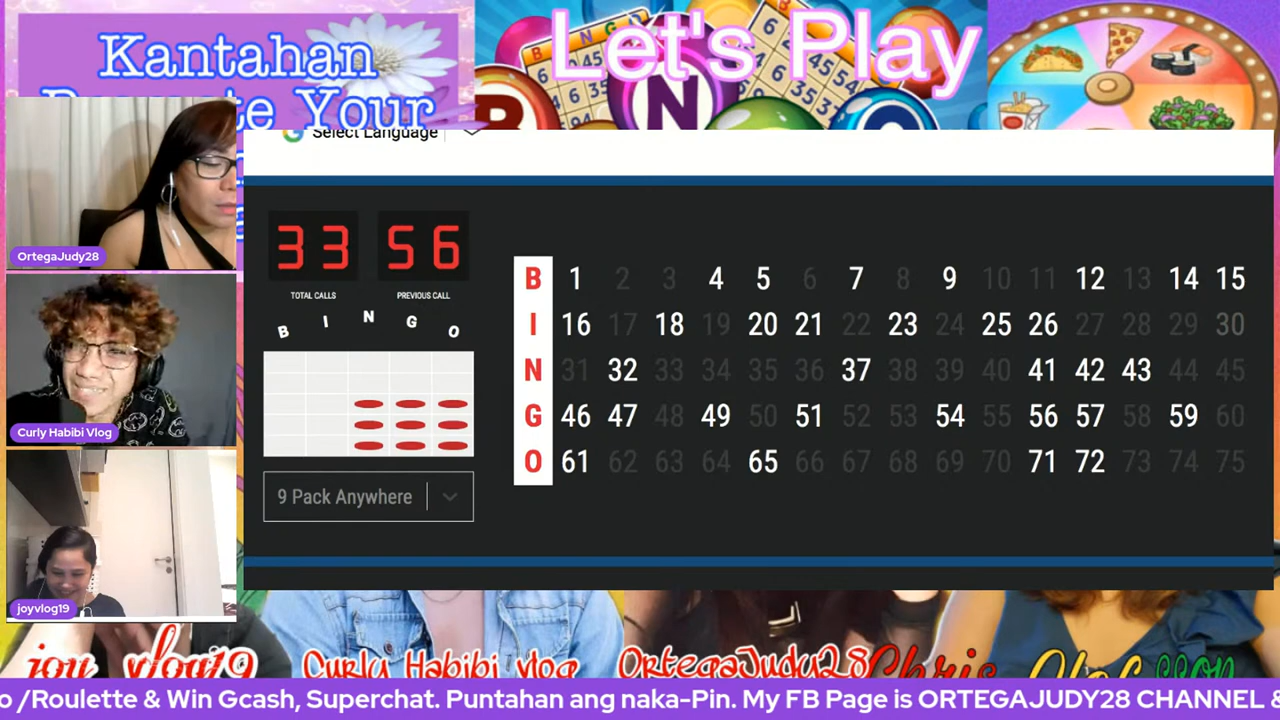 Kantahan
Let's Play
Your
Select Language
33 56
TOTAL CALLS PREVIOUS CALL
B I N G O
9 Pack Anywhere
B 1 2 3 4 5 6 7 8 9 10 11 12 13 14 15
I 16 17 18 19 20 21 22 23 24 25 26 27 28 29 30
N 31 32 33 34 35 36 37 38 39 40 41 42 43 44 45
G 46 47 48 49 50 51 52 53 54 55 56 57 58 59 60
O 61 62 63 64 65 66 67 68 69 70 71 72 73 74 75
OrtegaJudy28
Curly Habibi Vlog
joyvlog19
joy vlog19 Curly Habibi vlog OrtegaJudy28 Chris
/Roulette & Win Gcash, Superchat. Puntahan ang naka-Pin. My FB Page is ORTEGAJUDY28 CHANNEL &